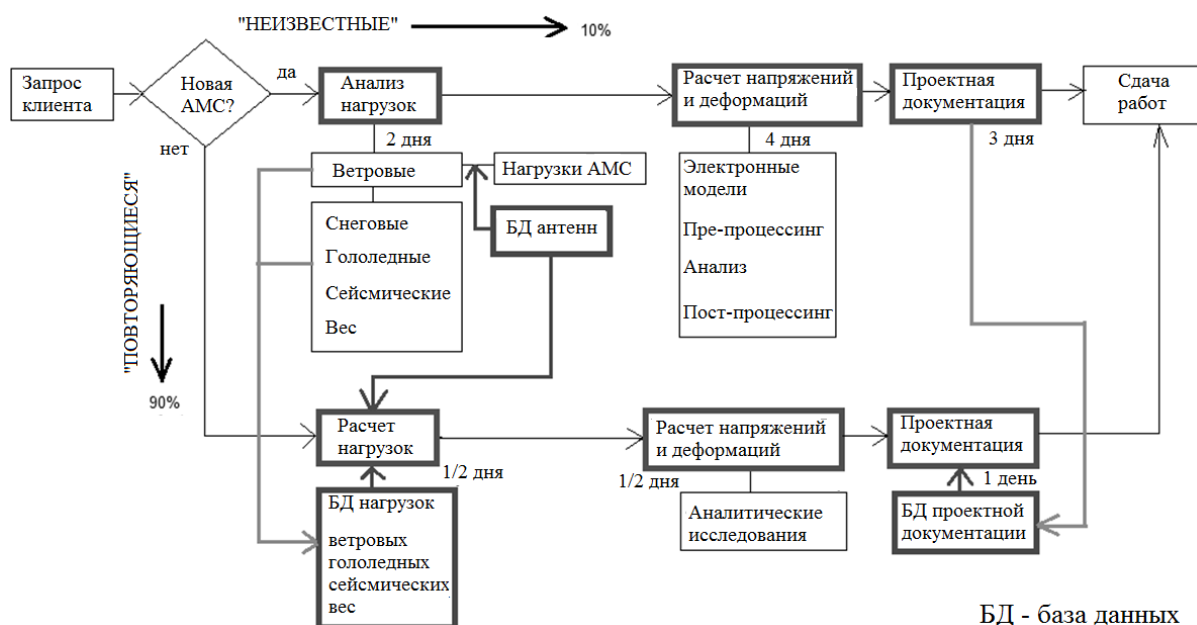 "НЕИЗВЕСТНЫЕ"
10%
Запрос
клиента
Новая
АМС?
да
нет
Анализ
нагрузок
2 дня
Расчет напряжений
и деформаций
4 дня
Проектная
документация
3 дня
Сдача
работ
Ветровые
Нагрузки АМС
БД антенн
Снеговые
Гололедные
Сейсмические
Вес
Электронные
модели
Пре-процессинг
Анализ
Пост-процессинг
"ПОВТОРЯЮЩИЕСЯ"
90%
Расчет
нагрузок
1/2 дня
Расчет напряжений
и деформаций
1/2 дня
Проектная
документация
1 день
БД нагрузок
ветровых
гололедных
сейсмических
вес
Аналитические
исследования
БД проектной
документации
БД - база данных